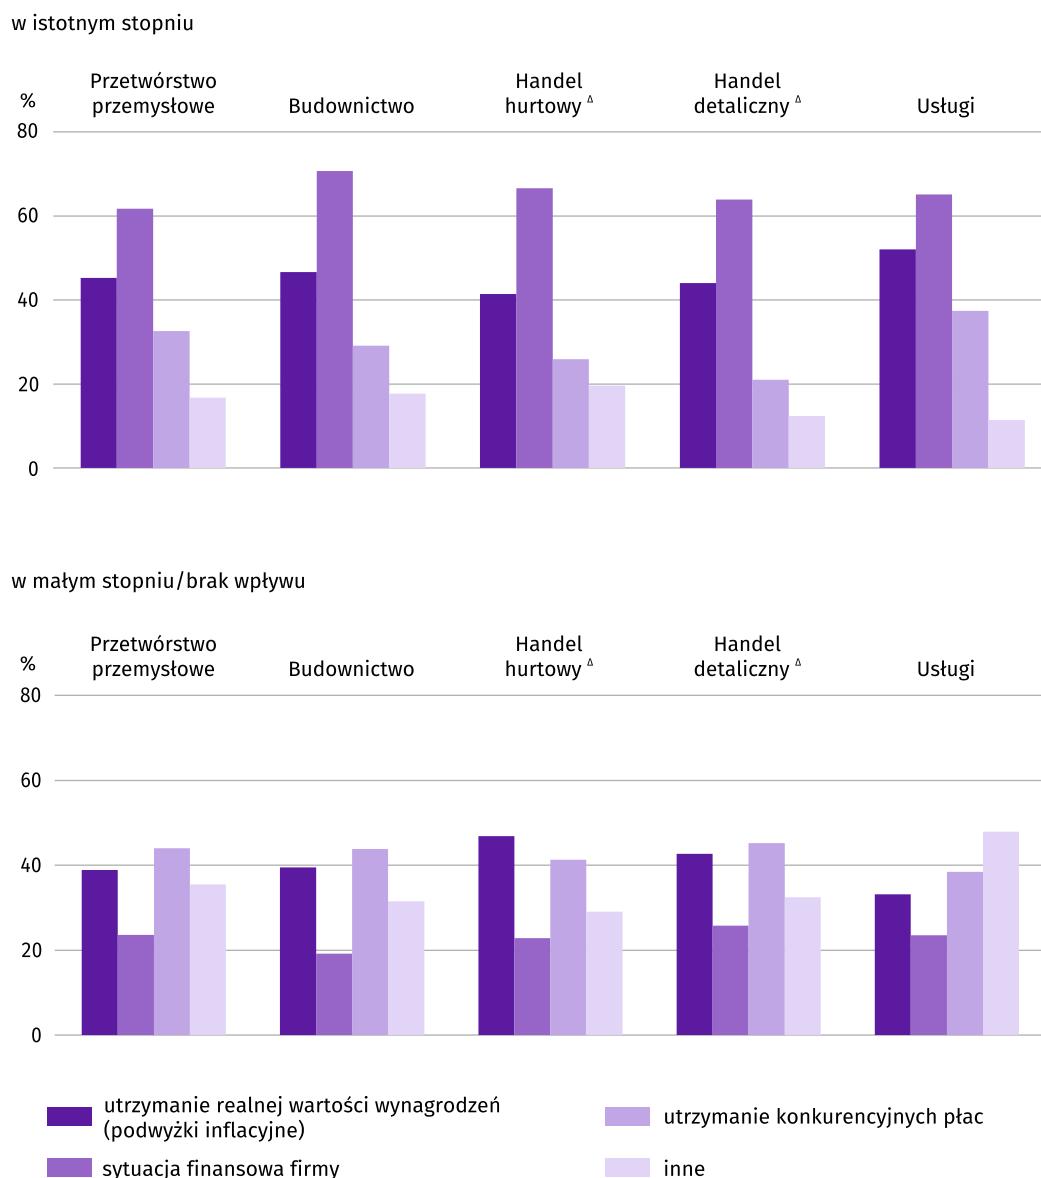 w istotnym stopniu
Przetwórstwo
przemysłowe
Budownictwo
Handel
hurtowy Δ
Handel
detaliczny Δ
Usługi
%
80
60
40
20
0
w małym stopniu/brak wpływu
Przetwórstwo
przemysłowe
Budownictwo
Handel
hurtowy Δ
Handel
detaliczny Δ
Usługi
%
80
60
40
20
0
utrzymanie realnej wartości wynagrodzeń
(podwyżki inflacyjne)
utrzymanie konkurencyjnych płac
sytuacja finansowa firmy
inne